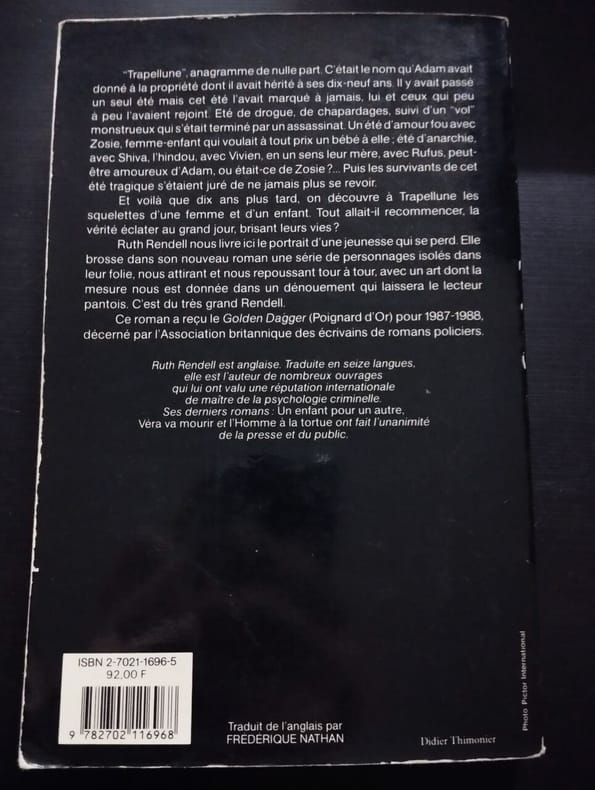 "Trapellune", anagramme de nulle part. C'était le nom qu'Adam avait
donné à la propriété dont il avait hérité à ses dix-neuf ans. Il y avait passé
un seul été mais cet été l'avait marqué à jamais, lui et ceux qui peu
à peu l'avaient rejoint. Eté de drogue, de chapardages, suivi d'un "vol"
monstrueux qui s'était terminé par un assassinat. Un été d'amour fou avec
Zosie, femme-enfant qui voulait à tout prix un bébé à elle ; été d'anarchie,
avec Shiva, l'hindou, avec Vivien, en un sens leur mère, avec Rufus, peut-
être amoureux d'Adam, ou était-ce de Zosie ?... Puis les survivants de cet
été tragique s'étaient juré de ne jamais plus se revoir.
Et voilà que dix ans plus tard, on découvre à Trapellune les
squelettes d'une femme et d'un enfant. Tout allait-il recommencer, la
vérité éclater au grand jour, brisant leurs vies ?
Ruth Rendell nous livre ici le portrait d'une jeunesse qui se perd. Elle
brosse dans son nouveau roman une série de personnages isolés dans
leur folie, nous attirant et nous repoussant tour à tour, avec un art dont la
mesure nous est donnée dans un dénouement qui laissera le lecteur
pantois. C'est du très grand Rendell.
Ce roman a reçu le Golden Dagger (Poignard d'Or) pour 1987-1988,
décerné par l'Association britannique des écrivains de romans policiers.
Ruth Rendell est anglaise. Traduite en seize langues,
elle est l'auteur de nombreux ouvrages
qui lui ont valu une réputation internationale
de maître de la psychologie criminelle.
Ses derniers romans : Un enfant pour un autre,
Véra va mourir et l'Homme à la tortue ont fait l'unanimité
de la presse et du public.
ISBN 2-7021-1696-5
92,00 F
9 782702 116968
Traduit de l'anglais par
FRÉDÉRIQUE NATHAN
Didier Thimonier
Photo Pictor International